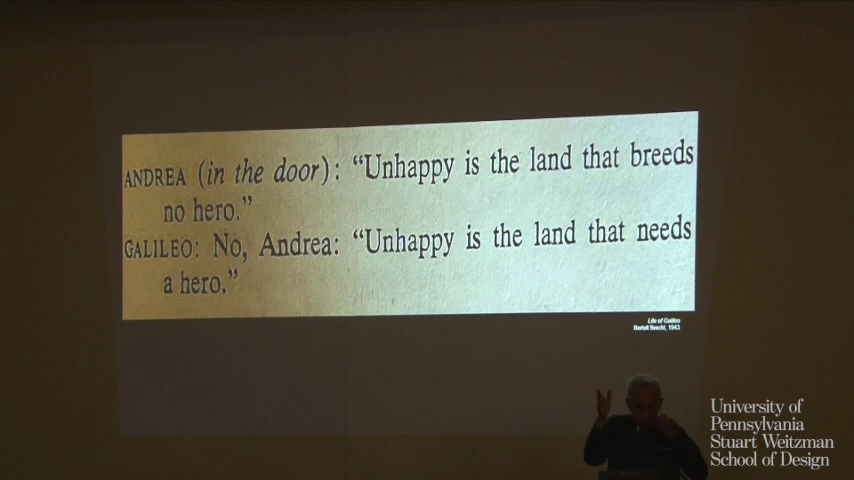 ANDREA (in the door): “Unhappy is the land that breeds
no hero.”
GALILEO: No, Andrea: “Unhappy is the land that needs
a hero.”
Life of Galileo
Bertolt Brecht, 1943
University of
Pennsylvania
Stuart Weitzman
School of Design